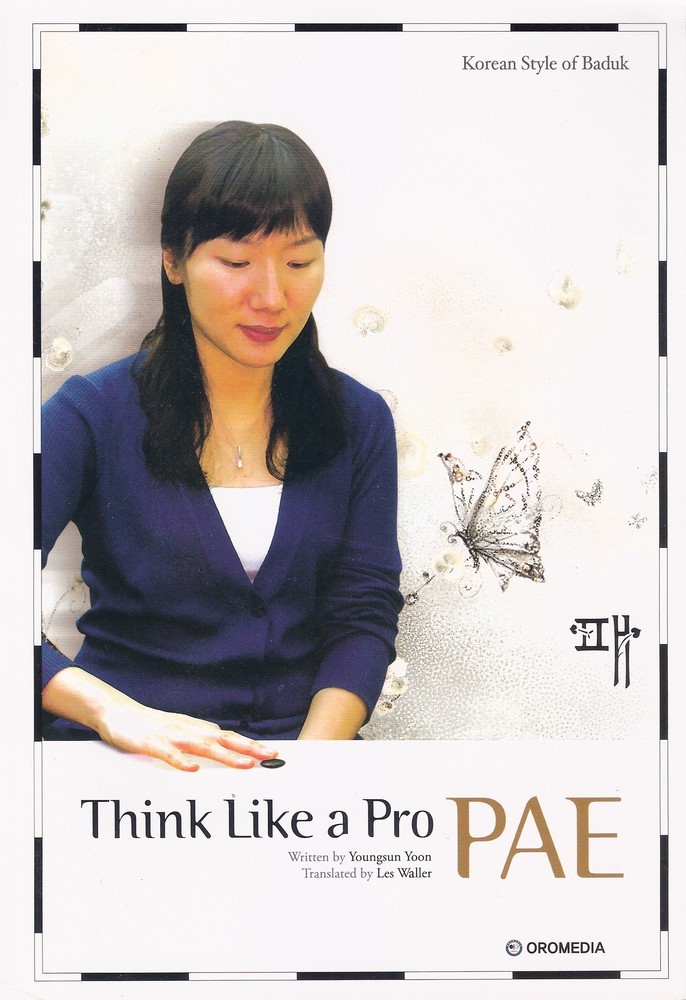 Korean Style of Baduk
패
Think Like a Pro PAE
Written by Youngsun Yoon
Translated by Les Waller
OROMEDIA